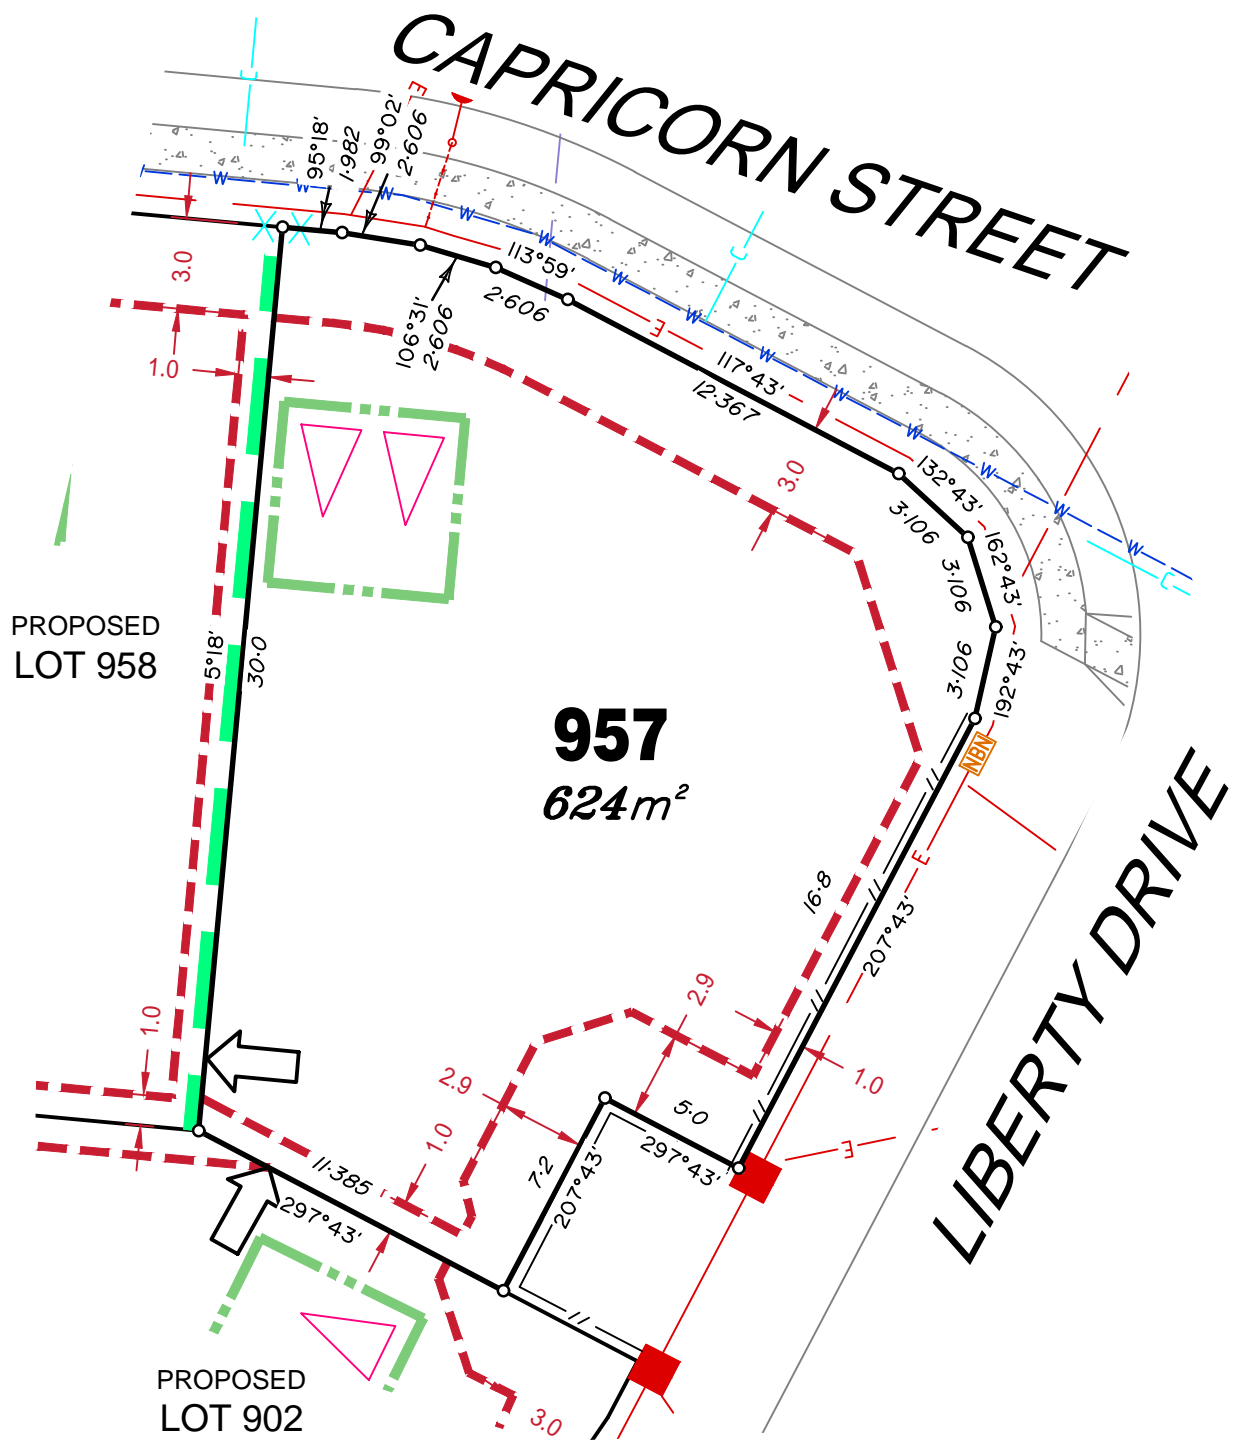 CAPRICORN STREET
E
95°18'
1·982
99°02'
2·606
W
W
W
W
W
W
W
W
W
W
W
W
W
113°59'
2·606
106°31'
2·606
3.0
1.0
E
117°43'
12·367
3.0
132°43'
3·106
162°43'
3·106
192°43'
3·106
NBN
PROPOSED
LOT 958
5°18'
30·0
957
624m²
16·8
E
207°43'
LIBERTY DRIVE
2.9
1.0
1.0
2.9
1.0
5·0
297°43'
E
7·2
207°43'
11·385
297°43'
PROPOSED
LOT 902
3.0